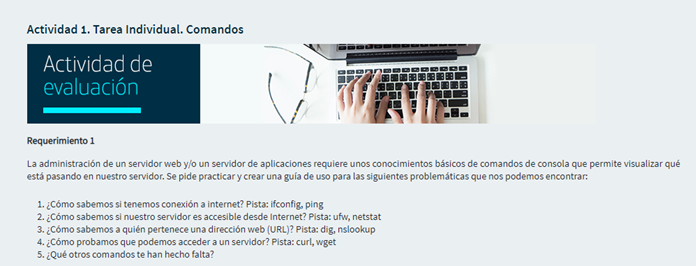 Actividad 1. Tarea Individual. Comandos
Actividad de
evaluación
Requerimiento 1
La administración de un servidor web y/o un servidor de aplicaciones requiere unos conocimientos básicos de comandos de consola que permite visualizar qué
está pasando en nuestro servidor. Se pide practicar y crear una guía de uso para las siguientes problemáticas que nos podemos encontrar:
1. ¿Cómo sabemos si tenemos conexión a internet? Pista: ifconfig, ping
2. ¿Cómo sabemos si nuestro servidor es accesible desde Internet? Pista: ufw, netstat
3. ¿Cómo sabemos a quién pertenece una dirección web (URL)? Pista: dig, nslookup
4. ¿Cómo probamos que podemos acceder a un servidor? Pista: curl, wget
5. ¿Qué otros comandos te han hecho falta?